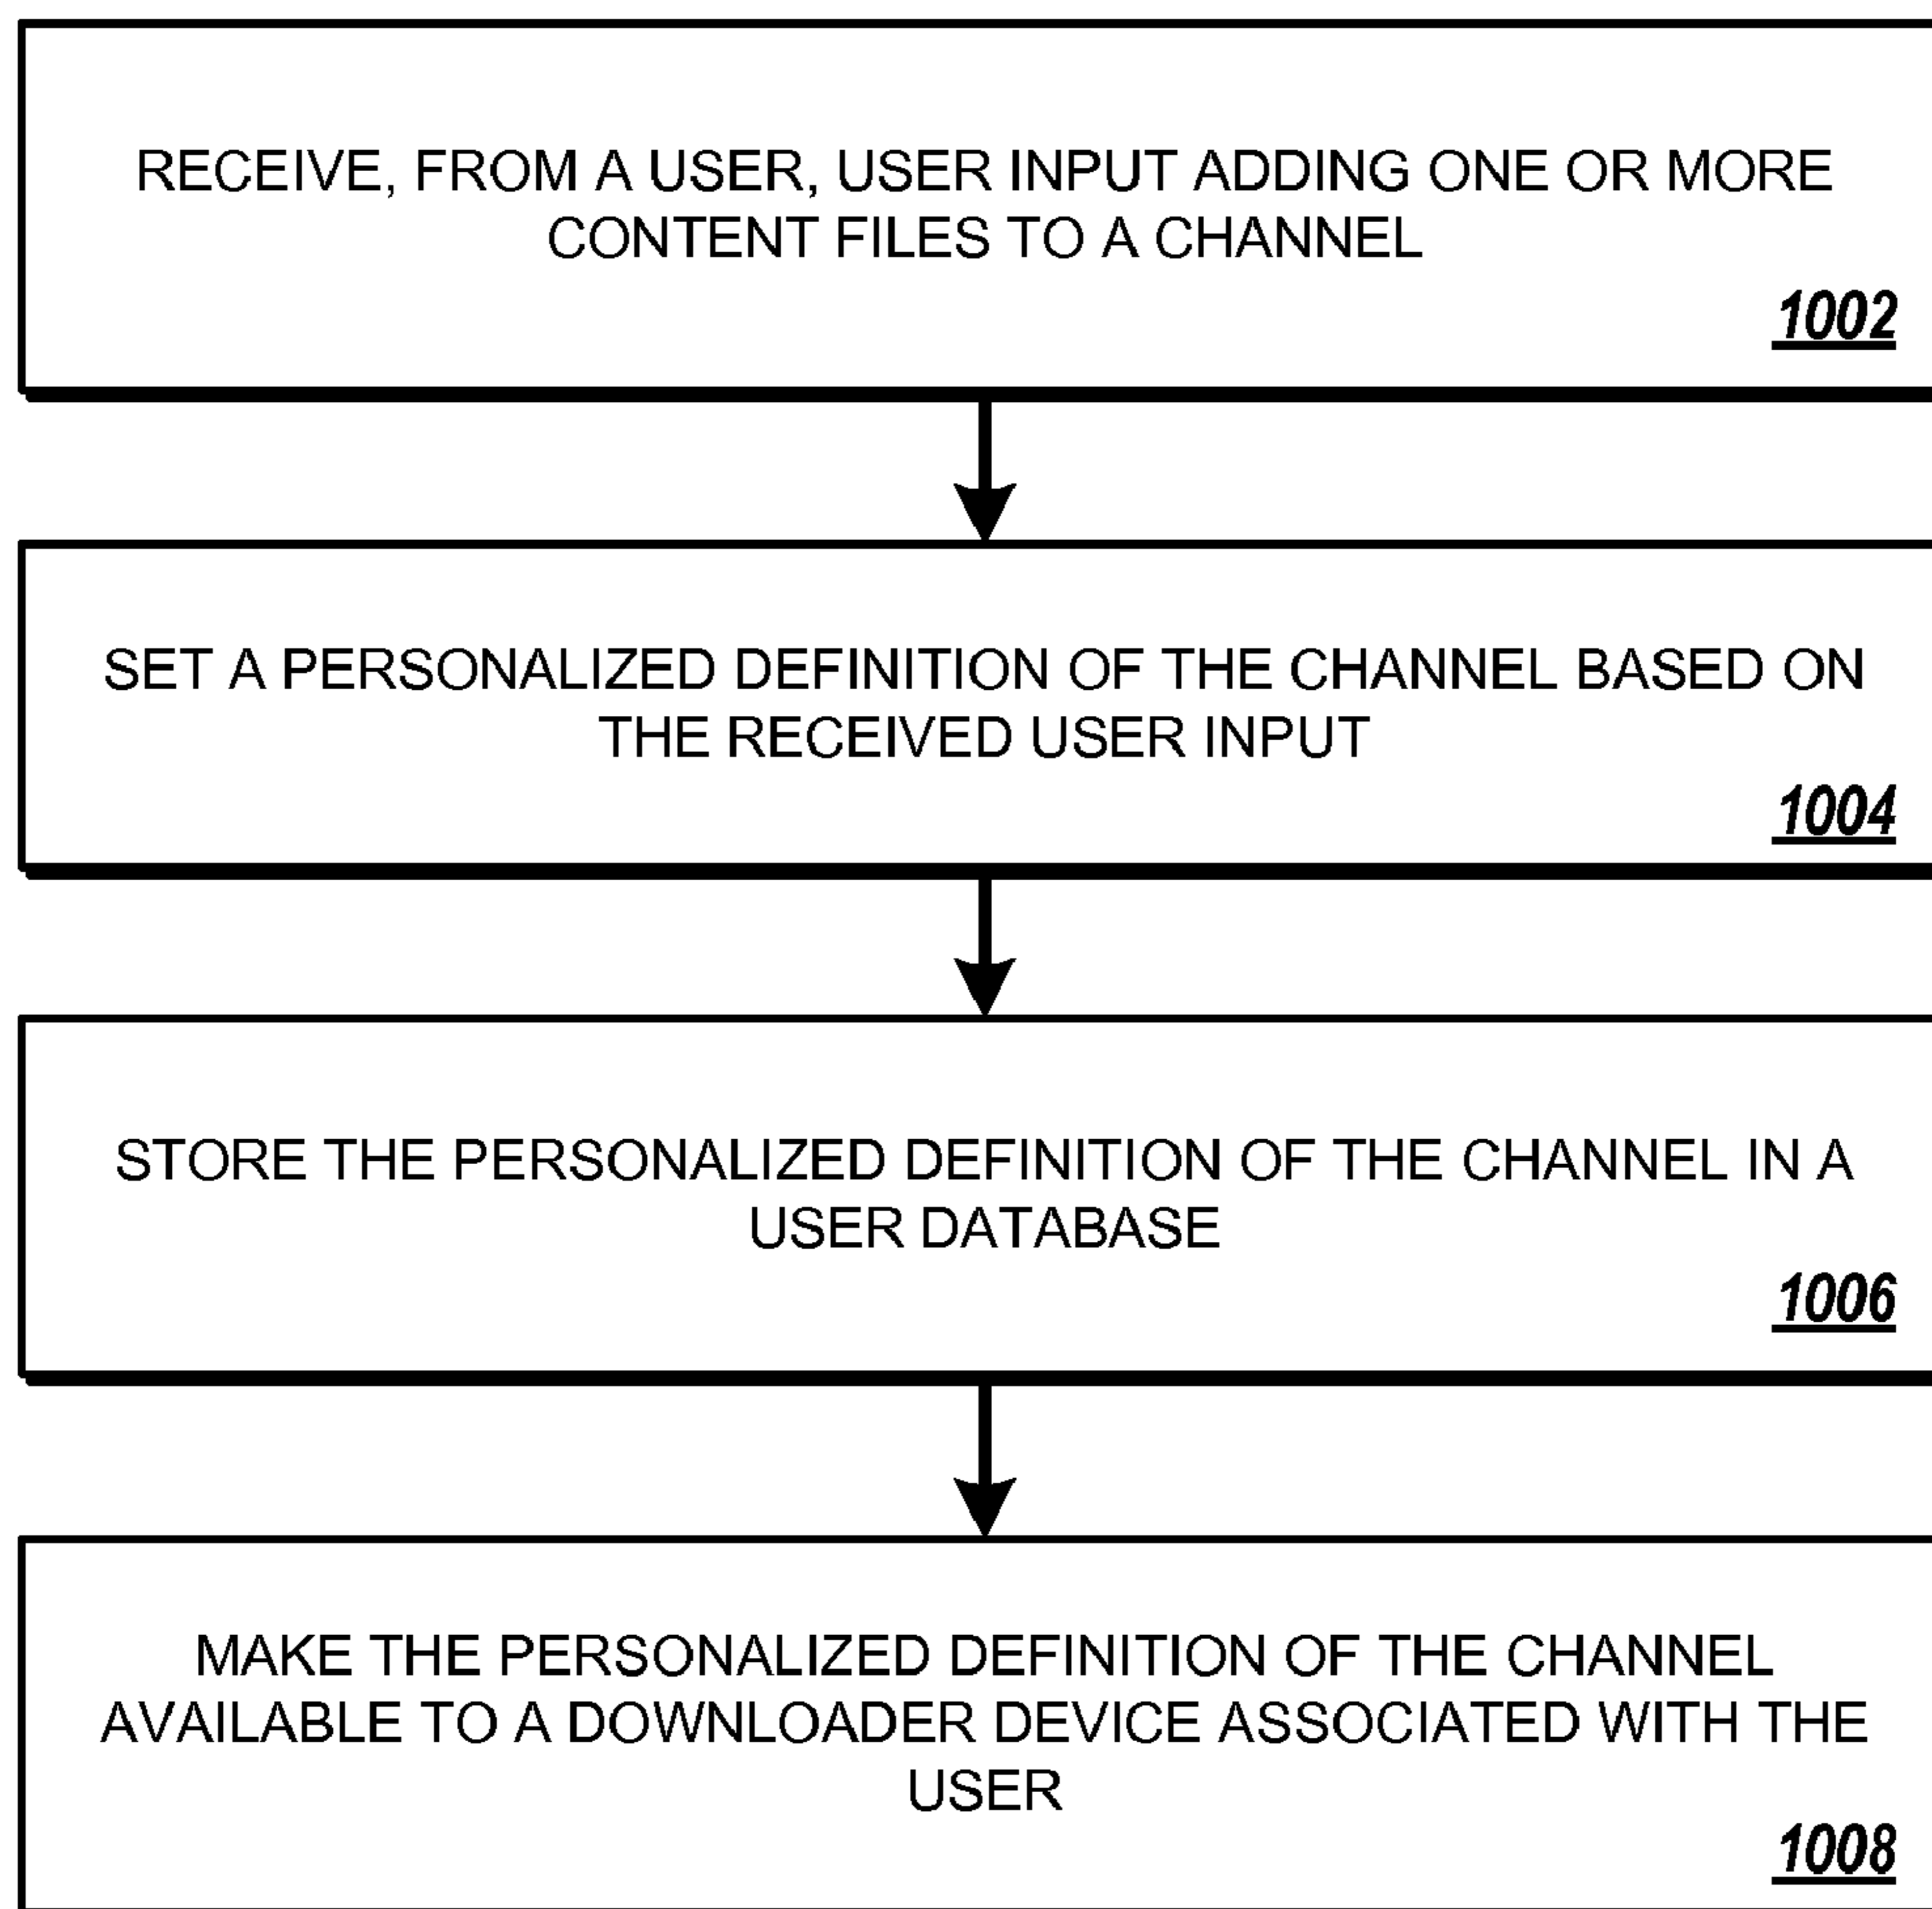 RECEIVE, FROM A USER, USER INPUT ADDING ONE OR MORE
CONTENT FILES TO A CHANNEL
1002
SET A PERSONALIZED DEFINITION OF THE CHANNEL BASED ON
THE RECEIVED USER INPUT
1004
STORE THE PERSONALIZED DEFINITION OF THE CHANNEL IN A
USER DATABASE
1006
MAKE THE PERSONALIZED DEFINITION OF THE CHANNEL
AVAILABLE TO A DOWNLOADER DEVICE ASSOCIATED WITH THE
USER
1008